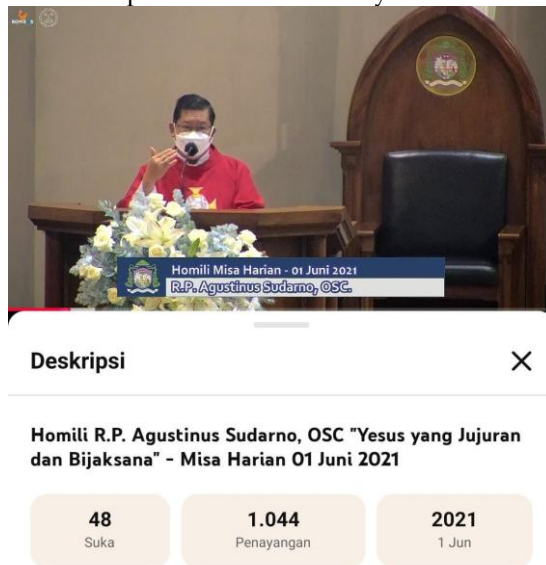 Homili Misa Harian - 01 Juni 2021
R.P. Agustinus Sudarno, OSC.
Deskripsi
Homili R.P. Agustinus Sudarno, OSC "Yesus yang Jujuran
dan Bijaksana" - Misa Harian 01 Juni 2021
48
Suka
1.044
Penayangan
2021
1 Jun